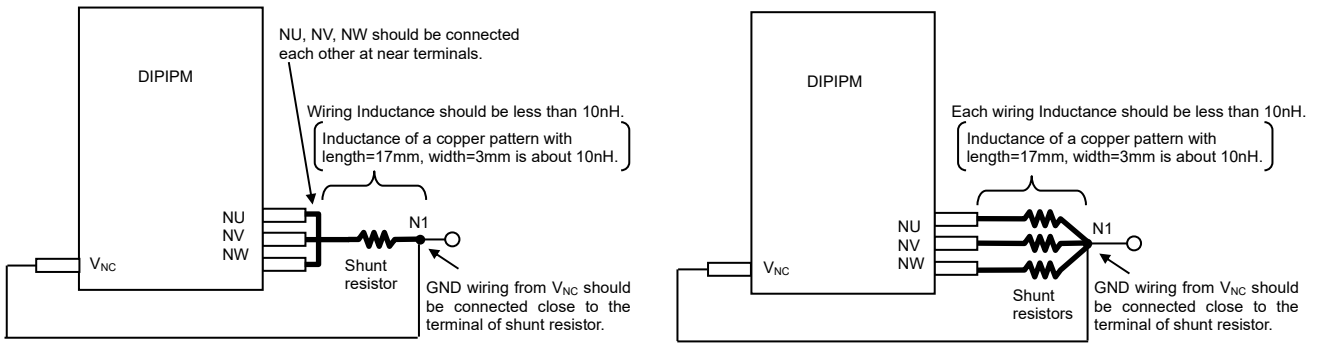 NU, NV, NW should be connected
each other at near terminals.
DIPIPM
Wiring Inductance should be less than 10nH.
Inductance of a copper pattern with
length=17mm, width=3mm is about 10nH.
NU
NV
NW
N1
VNC
Shunt
resistor
GND wiring from VNC should
be connected close to the
terminal of shunt resistor.
DIPIPM
Each wiring Inductance should be less than 10nH.
Inductance of a copper pattern with
length=17mm, width=3mm is about 10nH.
NU
NV
NW
N1
VNC
Shunt
resistors
GND wiring from VNC should
be connected close to the
terminal of shunt resistor.